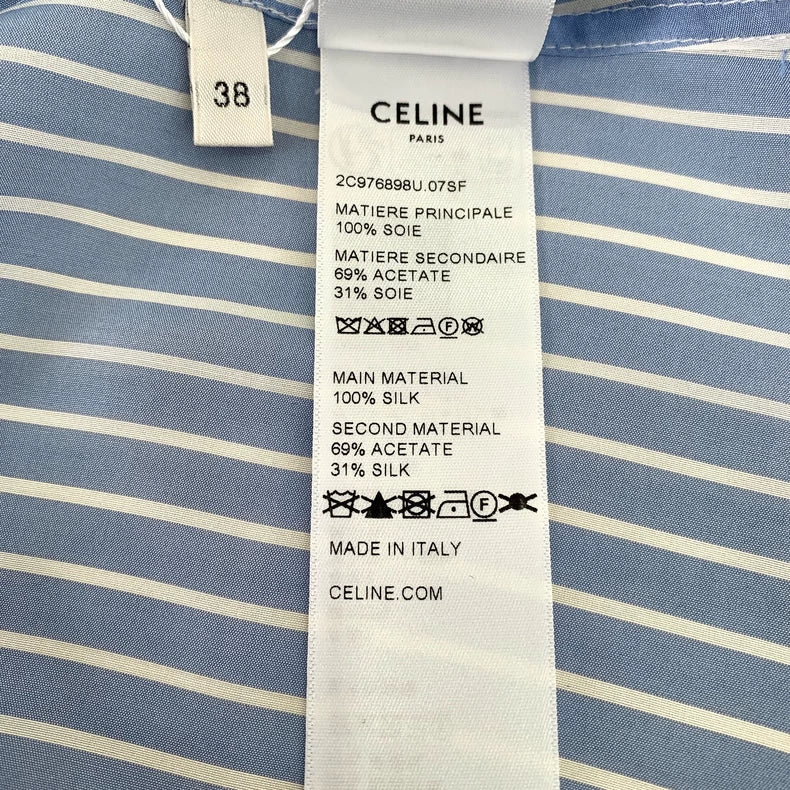 38
CELINE
PARIS
2C976898U.07SF
MATIERE PRINCIPALE
100% SOIE
MATIERE SECONDAIRE
69% ACETATE
31% SOIE
F W
MAIN MATERIAL
100% SILK
SECOND MATERIAL
69% ACETATE
31% SILK
F
MADE IN ITALY
CELINE.COM